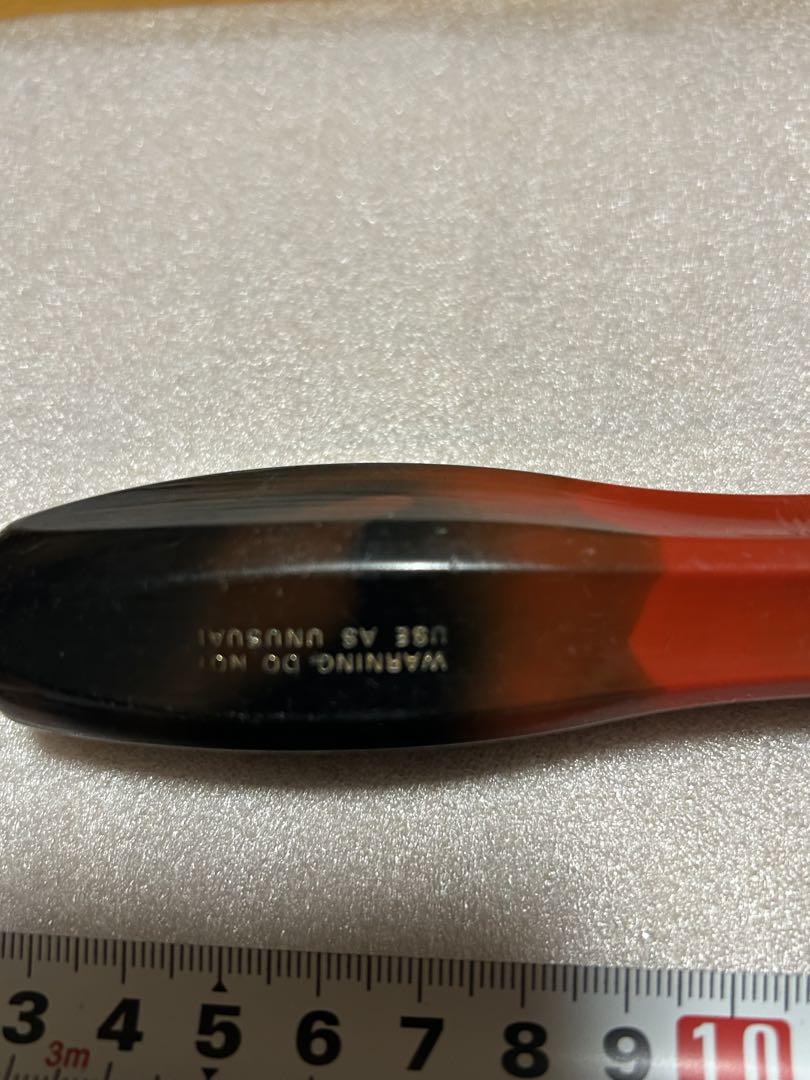 WARNING. DO NOT
USE AS UNUSUAL
3 4 5 6 7 8 9 10
3m